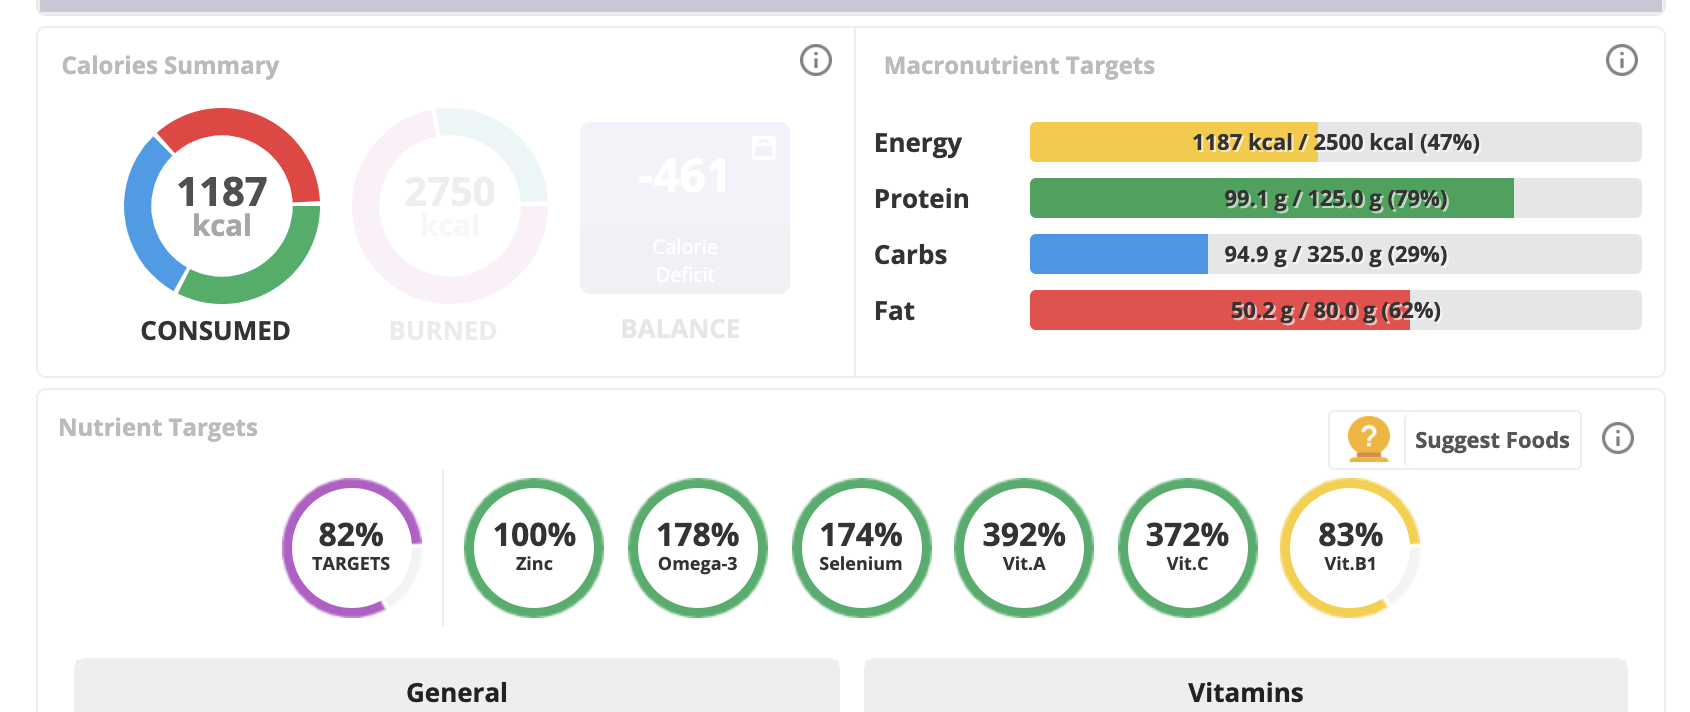 Calories Summary
1187
kcal
CONSUMED
2750
kcal
BURNED
-461
Calorie
Deficit
BALANCE
Macronutrient Targets
Energy
1187 kcal / 2500 kcal (47%)
Protein
99.1 g / 125.0 g (79%)
Carbs
94.9 g / 325.0 g (29%)
Fat
50.2 g / 80.0 g (62%)
Nutrient Targets
?
Suggest Foods
82%
TARGETS
100%
Zinc
178%
Omega-3
174%
Selenium
392%
Vit.A
372%
Vit.C
83%
Vit.B1
General
Vitamins